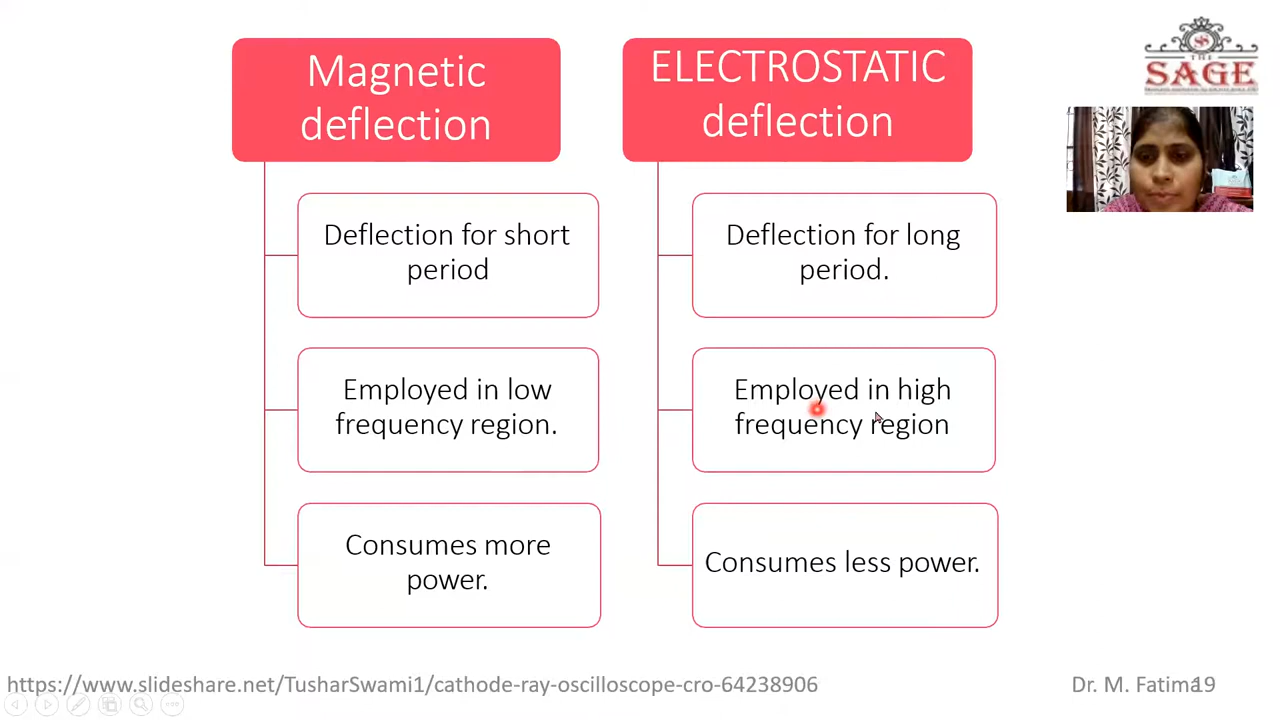 Magnetic
deflection
Deflection for short
period
Employed in low
frequency region.
Consumes more
power.
ELECTROSTATIC
deflection
Deflection for long
period.
Employed in high
frequency region
Consumes less power.
THE
SAGE
https://www.slideshare.net/TusharSwami1/cathode-ray-oscilloscope-cro-64238906
Dr. M. Fatima
19